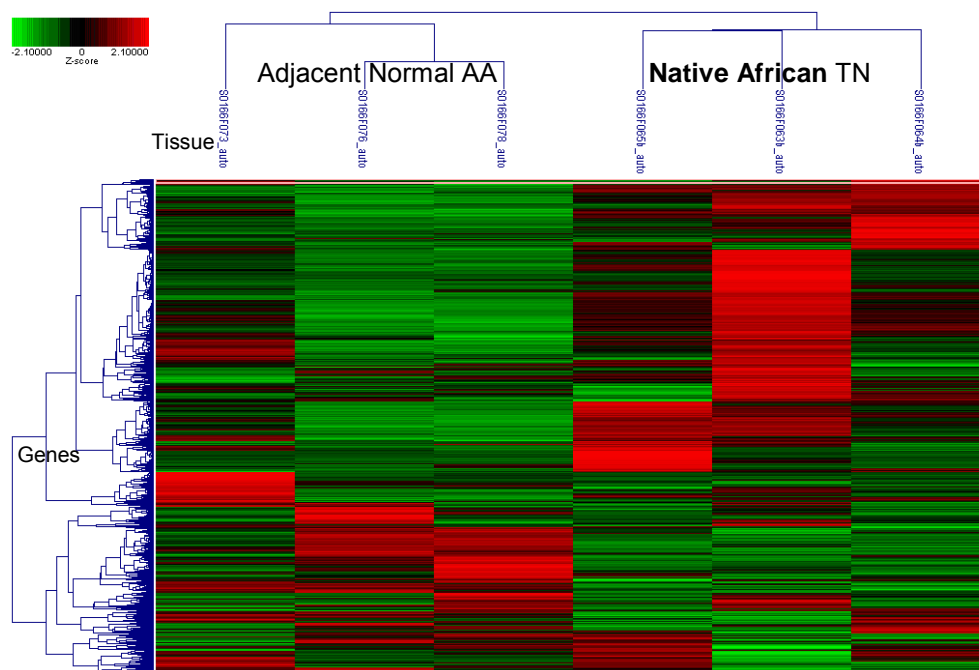 -2.10000 0 2.10000
Z-score
Adjacent Normal AA
Native African TN
Tissue
S0166F073_auto
S0166F076_auto
S0166F078_auto
S0166F065b_auto
S0166F063b_auto
S0166F064b_auto
Genes